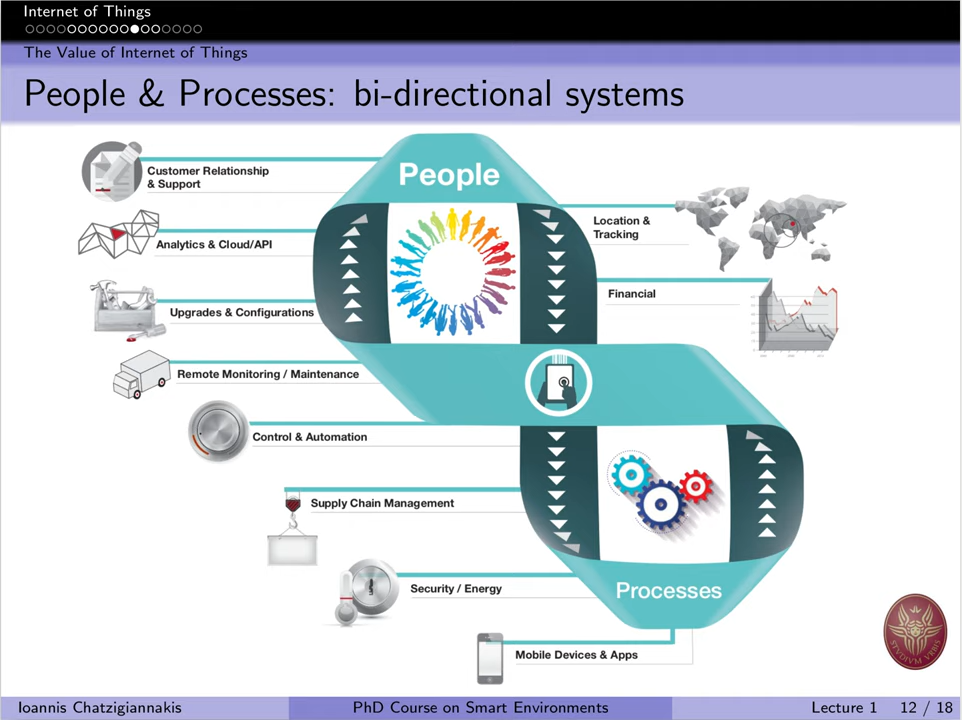 Internet of Things
The Value of Internet of Things
People & Processes: bi-directional systems
People
Customer Relationship
& Support
Location &
Tracking
Analytics & Cloud/API
Financial
Upgrades & Configurations
Remote Monitoring / Maintenance
Control & Automation
Supply Chain Management
Security / Energy
Processes
Mobile Devices & Apps
STVDIVM VRBIS
Ioannis Chatzigiannakis
PhD Course on Smart Environments
Lecture 1
12 / 18